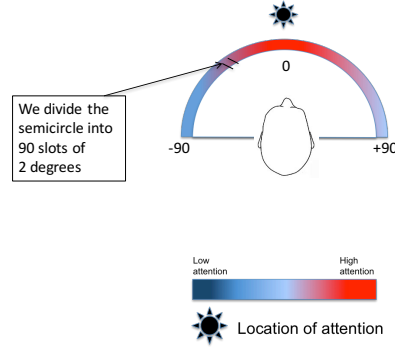 0
We divide the
semicircle into
90 slots of
2 degrees
-90
+90
Low
attention
High
attention
Location of attention